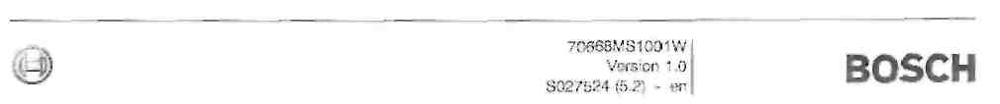 70668MS1001W
Version 1.0
S027524 (5.2) - en
BOSCH